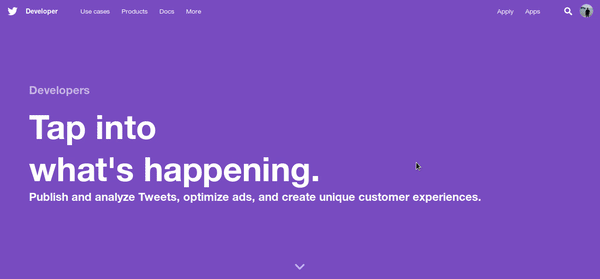 Developer Use cases Products Docs More Apply Apps
Developers
Tap into
what's happening.
Publish and analyze Tweets, optimize ads, and create unique customer experiences.